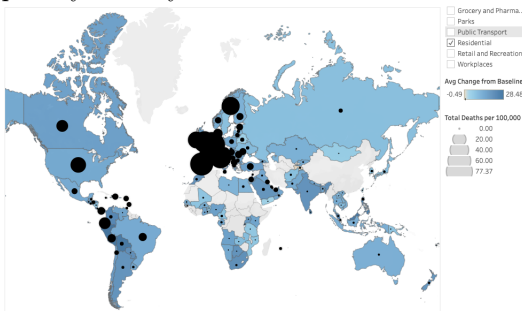 Grocery and Pharma..
Parks
Public Transport
Residential
Retail and Recreation
Workplaces
Avg Change from Baseline
-0.49
28.48
Total Deaths per 100,000
0.00
20.00
40.00
60.00
77.37